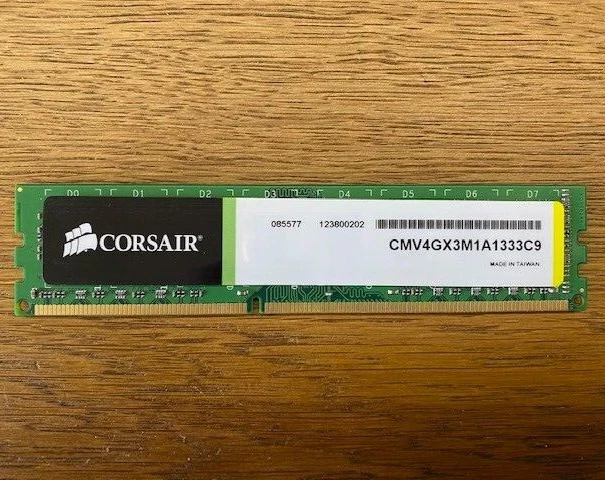 D0 D1 D2 D3 D4 D5 D6 D7
085577 123800202
CORSAIR®
CMV4GX3M1A1333C9
MADE IN TAIWAN